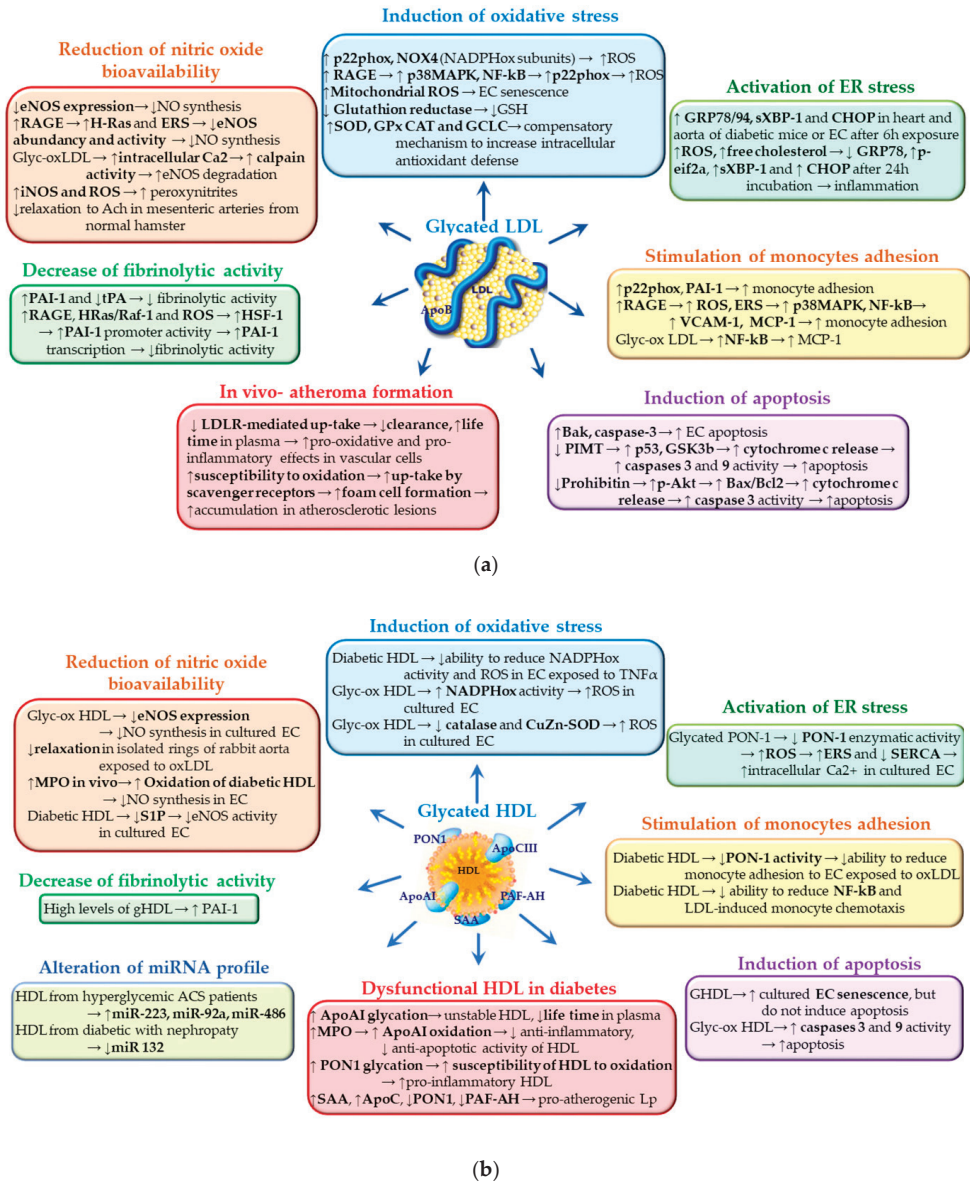 Induction of oxidative stress
↑ p22phox, NOX4 (NADPHox subunits) → ↑ROS
↑ RAGE→↑ p38MAPK, NF-kB→↑p22phox→↑ROS
↑Mitochondrial ROS → EC senescence
↓ Glutathion reductase→ ↓GSH
↑SOD, GPx CAT and GCLC→ compensatory
mechanism to increase intracellular
antioxidant defense
Reduction of nitric oxide
bioavailability
↓eNOS expression→ ↓NO synthesis
↑RAGE→↑H-Ras and ERS→ ↓eNOS
abundancy and activity → ↓NO synthesis
Glyc-oxLDL → ↑intracellular Ca2→↑ calpain
activity→ ↑eNOS degradation
↑iNOS and ROS→ ↑ peroxynitrites
↓relaxation to Ach in mesenteric arteries from
normal hamster
Activation of ER stress
↑ GRP78/94, sXBP-1 and CHOP in heart and
aorta of diabetic mice or EC after 6h exposure
↑ROS, ↑free cholesterol→ ↓ GRP78, ↑p-
eif2a, ↑sXBP-1 and ↑ CHOP after 24h
incubation → inflammation
Glycated LDL
LDL
ApoB
Decrease of fibrinolytic activity
↑PAI-1 and ↓tPA→ ↓ fibrinolytic activity
↑RAGE, HRas/Raf-1 and ROS →↑HSF-1
→ ↑PAI-1 promoter activity → ↑PAI-1
transcription → ↓fibrinolytic activity
Stimulation of monocytes adhesion
↑p22phox, PAI-1→ ↑ monocyte adhesion
↑RAGE→↑ ROS, ERS→↑ p38MAPK, NF-kB→
↑ VCAM-1, MCP-1→↑ monocyte adhesion
Glyc-ox LDL →↑NF-kB→↑ MCP-1
In vivo- atheroma formation
↓ LDLR-mediated up-take → ↓clearance, ↑life
time in plasma → ↑pro-oxidative and pro-
inflammatory effects in vascular cells
↑susceptibility to oxidation→ ↑up-take by
scavenger receptors→↑foam cell formation→
↑accumulation in atherosclerotic lesions
Induction of apoptosis
↑Bak, caspase-3→↑ EC apoptosis
↓ PIMT→↑ p53, GSK3b→↑ cytochrome c release→
↑ caspases 3 and 9 activity → ↑apoptosis
↓Prohibitin→↑p-Akt→↑ Bax/Bcl2→↑ cytochrome c
release→↑ caspase 3 activity → ↑apoptosis
(a)
Induction of oxidative stress
Diabetic HDL → ↓ability to reduce NADPHox
activity and ROS in EC exposed to TNFα
Glyc-ox HDL→↑ NADPHox activity → ↑ROS in
cultured EC
Glyc-ox HDL→ ↓ catalase and CuZn-SOD→↑ ROS
in cultured EC
Reduction of nitric oxide
bioavailability
Glyc-ox HDL→ ↓eNOS expression
→ ↓NO synthesis in cultured EC
↓relaxation in isolated rings of rabbit aorta
exposed to oxLDL
↑MPO in vivo→↑ Oxidation of diabetic HDL
→ ↓NO synthesis in EC
Diabetic HDL→ ↓S1P→ ↓eNOS activity
in cultured EC
Activation of ER stress
Glycated PON-1→ ↓ PON-1 enzymatic activity
→ ↑ROS →↑ERS and ↓ SERCA→
↑intracellular Ca2+ in cultured EC
Glycated HDL
PON1
ApoCIII
HDL
ApoAI
PAF-AH
SAA
Decrease of fibrinolytic activity
High levels of gHDL→↑ PAI-1
Stimulation of monocytes adhesion
Diabetic HDL→ ↓PON-1 activity→ ↓ability to reduce
monocyte adhesion to EC exposed to oxLDL
Diabetic HDL→ ↓ ability to reduce NF-kB and
LDL-induced monocyte chemotaxis
Alteration of miRNA profile
HDL from hyperglycemic ACS patients
→ ↑miR-223, miR-92a, miR-486
HDL from diabetic with nephropaty
→ ↓miR 132
Dysfunctional HDL in diabetes
↑ ApoAI glycation→ unstable HDL, ↓life time in plasma
↑MPO→ ↑ ApoAI oxidation→ ↓ anti-inflammatory,
↓ anti-apoptotic activity of HDL
↑ PON1 glycation→↑ susceptibility of HDL to oxidation
→ ↑pro-inflammatory HDL
↑SAA, ↑ApoC, ↓PON1, ↓PAF-AH→ pro-atherogenic Lp
Induction of apoptosis
GHDL→ ↑ cultured EC senescence, but
do not induce apoptosis
Glyc-ox HDL→↑ caspases 3 and 9 activity
→ ↑apoptosis
(b)